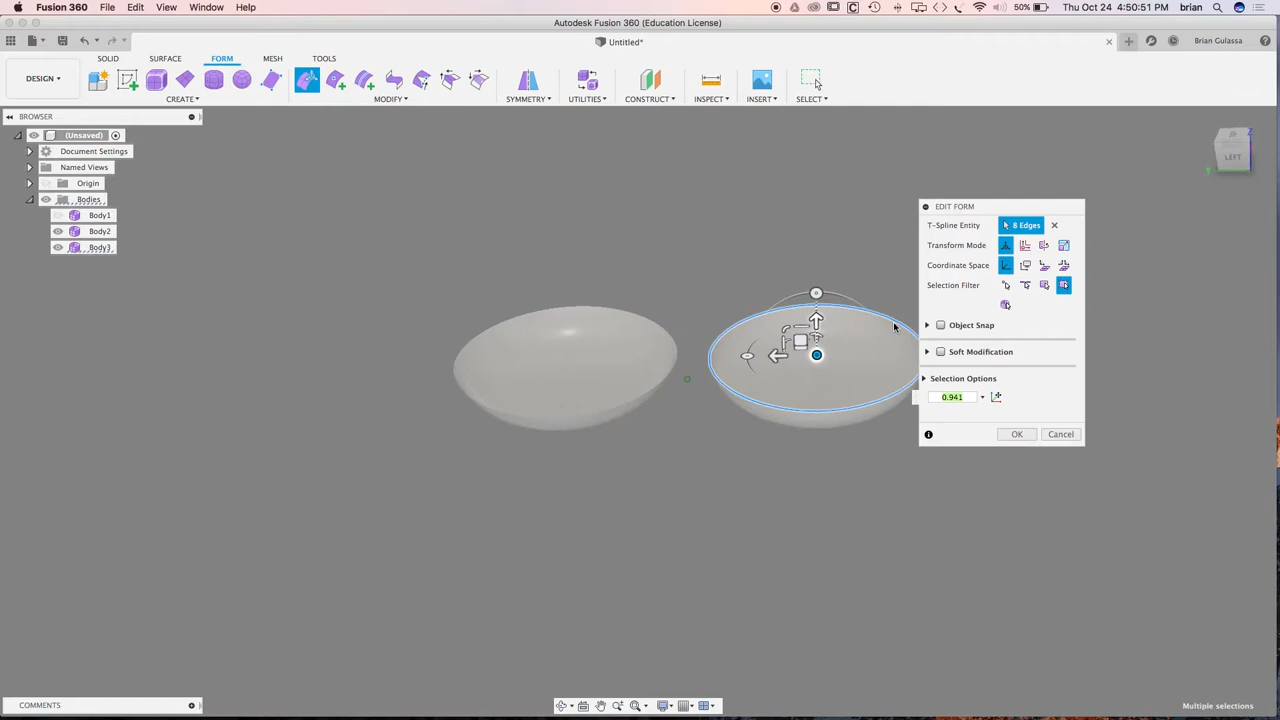 Fusion 360 File Edit View Window Help 50% Thu Oct 24 4:50:51 PM brian
Autodesk Fusion 360 (Education License)
Untitled* Brian Gulassa
SOLID SURFACE FORM MESH TOOLS
DESIGN
CREATE MODIFY SYMMETRY UTILITIES CONSTRUCT INSPECT INSERT SELECT
BROWSER
(Unsaved)
Document Settings
Named Views
Origin
Bodies
Body1
Body2
Body3
LEFT
Z
Y
EDIT FORM
T-Spline Entity 8 Edges
Transform Mode
Coordinate Space
Selection Filter
Object Snap
Soft Modification
Selection Options
0.941
OK Cancel
COMMENTS
Multiple selections